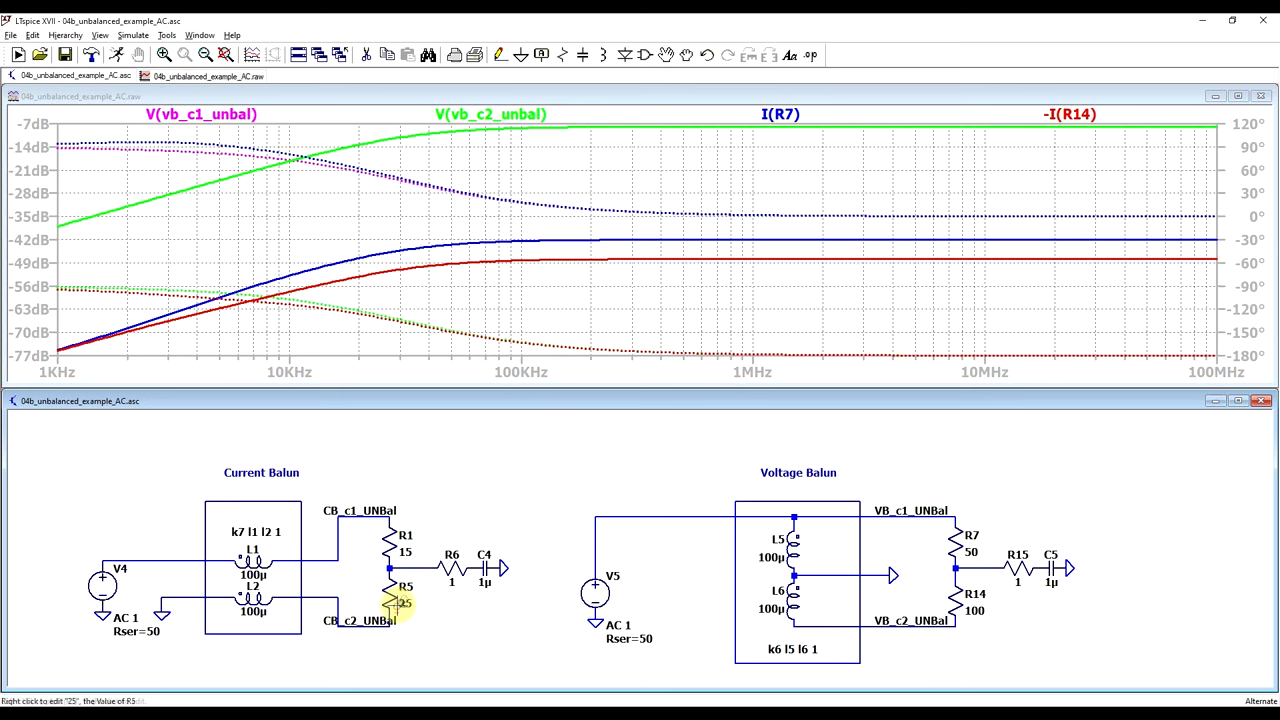 LTspice XVII - 04b_unbalanced_example_AC.asc
File Edit Hierarchy View Simulate Tools Window Help
04b_unbalanced_example_AC.asc 04b_unbalanced_example_AC.raw
04b_unbalanced_example_AC.raw
V(vb_c1_unbal) V(vb_c2_unbal) I(R7) -I(R14)
-7dB 120°
-14dB 90°
-21dB 60°
-28dB 30°
-35dB 0°
-42dB -30°
-49dB -60°
-56dB -90°
-63dB -120°
-70dB -150°
-77dB -180°
1KHz 10KHz 100KHz 1MHz 10MHz 100MHz
04b_unbalanced_example_AC.asc
Current Balun
k7 l1 l2 1
L1
100µ
L2
100µ
V4
AC 1
Rser=50
CB_c1_UNBal
R1
15
R6
1
C4
1µ
R5
25
CB_c2_UNBal
Voltage Balun
V5
AC 1
Rser=50
L5
100µ
L6
100µ
k6 l5 l6 1
VB_c1_UNBal
R7
50
R15
1
C5
1µ
R14
100
VB_c2_UNBal
Right click to edit "25", the Value of R5 Alternate